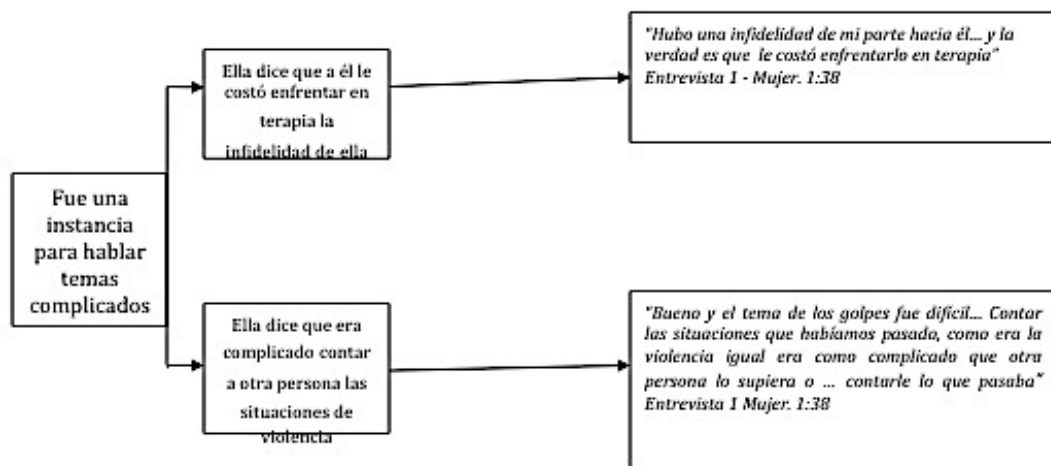 Fue una
instancia
para hablar
temas
complicados
Ella dice que a él le
costó enfrentar en
terapia la
infidelidad de ella
"Hubo una infidelidad de mi parte hacia él... y la
verdad es que le costó enfrentarlo en terapia"
Entrevista 1 - Mujer. 1:38
Ella dice que era
complicado contar
a otra persona las
situaciones de
violencia
"Bueno y el tema de los golpes fue difícil... Contar
las situaciones que habíamos pasado, como era la
violencia igual era como complicado que otra
persona lo supiera o ... contarle lo que pasaba"
Entrevista 1 Mujer. 1:38